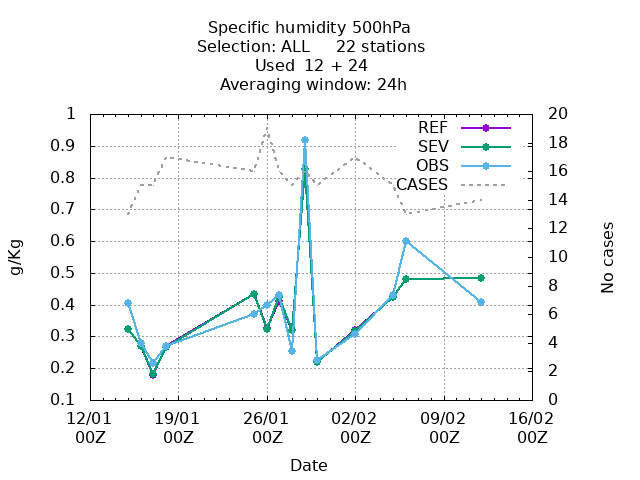 Specific humidity 500hPa
Selection: ALL     22 stations
Used  12 + 24
Averaging window: 24h
1 20
0.9 18
0.8 16
0.7 14
0.6 12
0.5 10
0.4 8
0.3 6
0.2 4
0.1 2
0
REF
SEV
OBS
CASES
g/Kg
No cases
12/01 19/01 26/01 02/02 09/02 16/02
00Z 00Z 00Z 00Z 00Z 00Z
Date